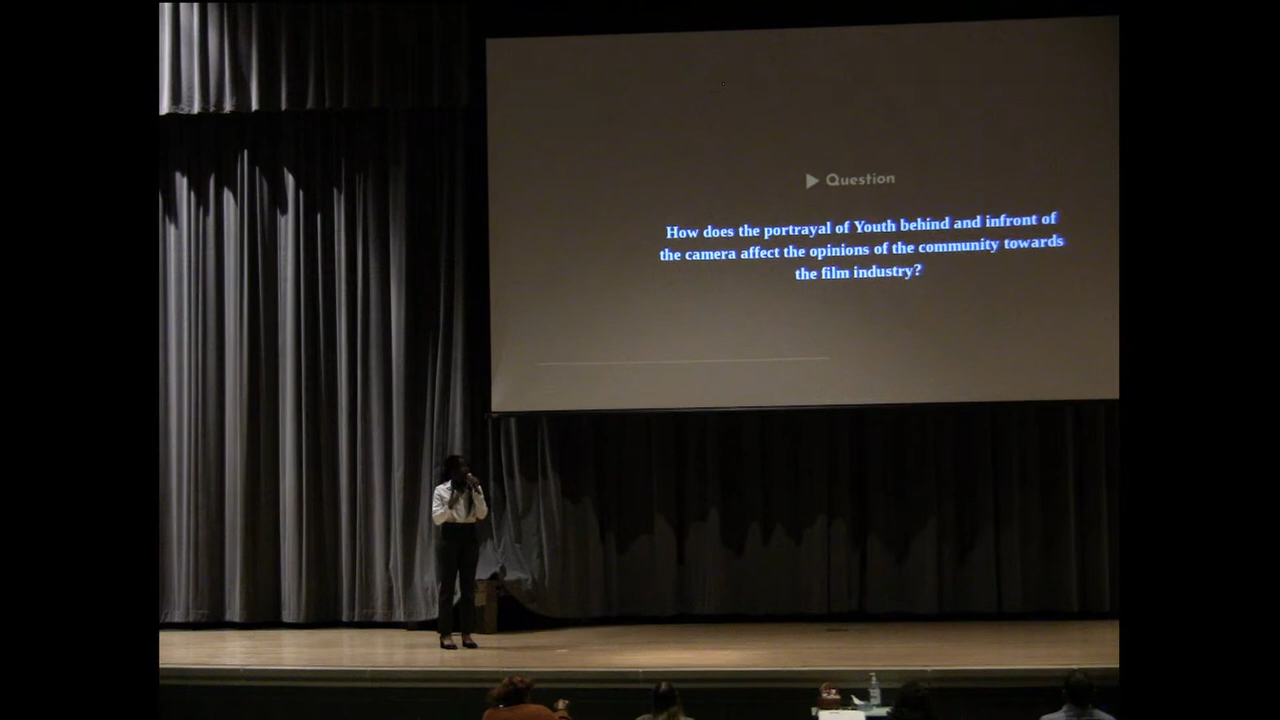 Question
How does the portrayal of Youth behind and infront of
the camera affect the opinions of the community towards
the film industry?